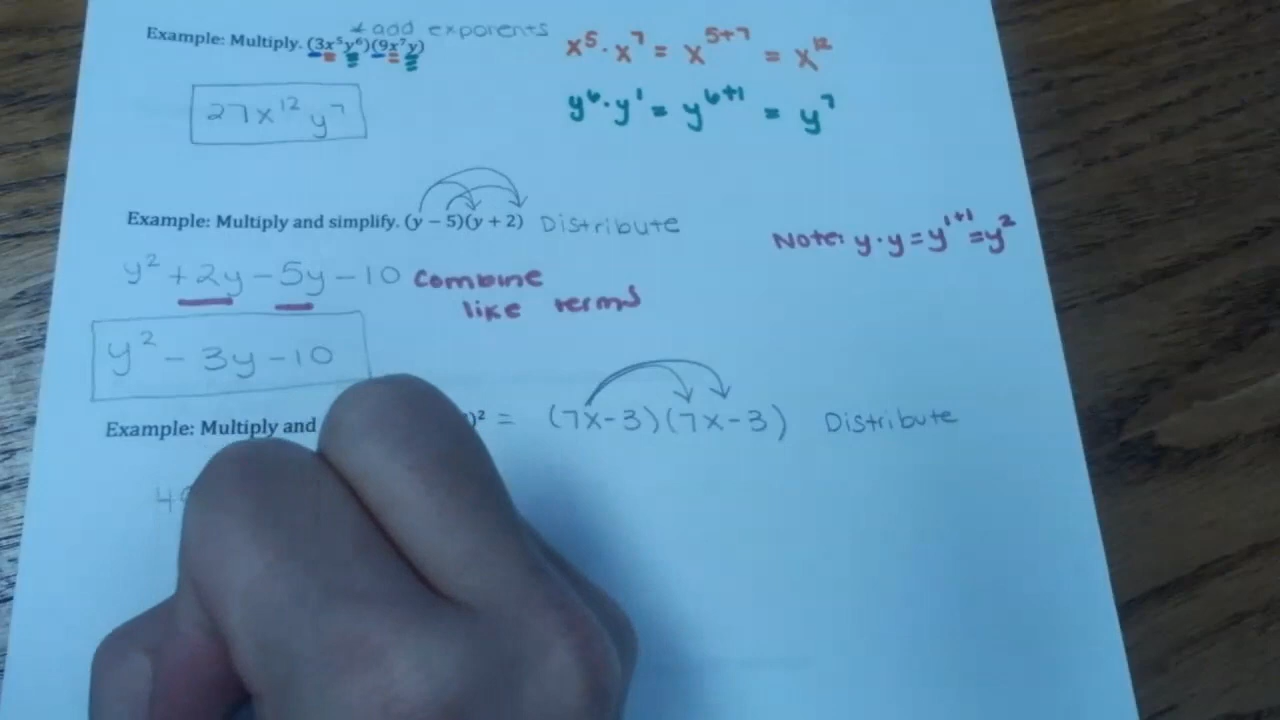 * add exponents
Example: Multiply. (3x⁵y⁶)(9x⁷y)
x⁵ · x⁷ = x⁵⁺⁷ = x¹²
27x¹²y⁷
y⁶ · y¹ = y⁶⁺¹ = y⁷
Example: Multiply and simplify. (y − 5)(y + 2) Distribute
Note: y · y = y¹⁺¹ = y²
y² + 2y − 5y − 10 Combine
like terms
y² − 3y − 10
Example: Multiply and )² = (7x − 3)(7x − 3) Distribute